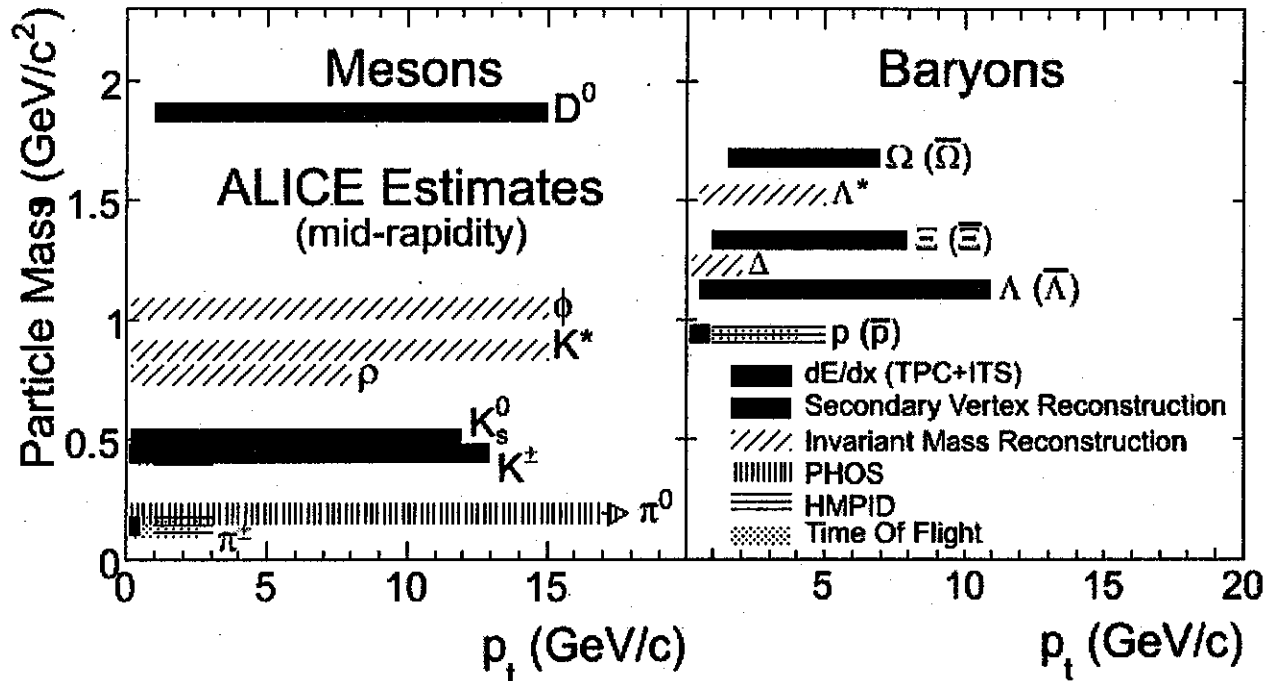 Particle Mass (GeV/c²)
2
1.5
1
0.5
0
Mesons
D⁰
ALICE Estimates
(mid-rapidity)
ϕ
K*
ρ
K⁰ₛ
K±
π⁰
π±
0 5 10 15
pₜ (GeV/c)
Baryons
Ω (Ω̅)
Λ*
Ξ (Ξ̅)
Δ
Λ (Λ̅)
p (p̅)
dE/dx (TPC+ITS)
Secondary Vertex Reconstruction
Invariant Mass Reconstruction
PHOS
HMPID
Time Of Flight
5 10 15 20
pₜ (GeV/c)